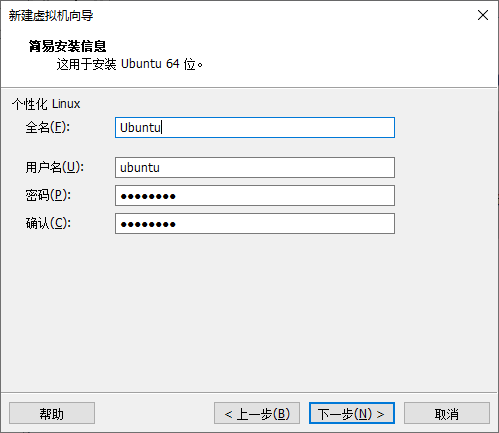 新建虚拟机向导
简易安装信息
这用于安装 Ubuntu 64 位。
个性化 Linux
全名(F):
Ubuntu
用户名(U):
ubuntu
密码(P):
●●●●●●●●
确认(C):
●●●●●●●●
帮助
< 上一步(B)
下一步(N) >
取消